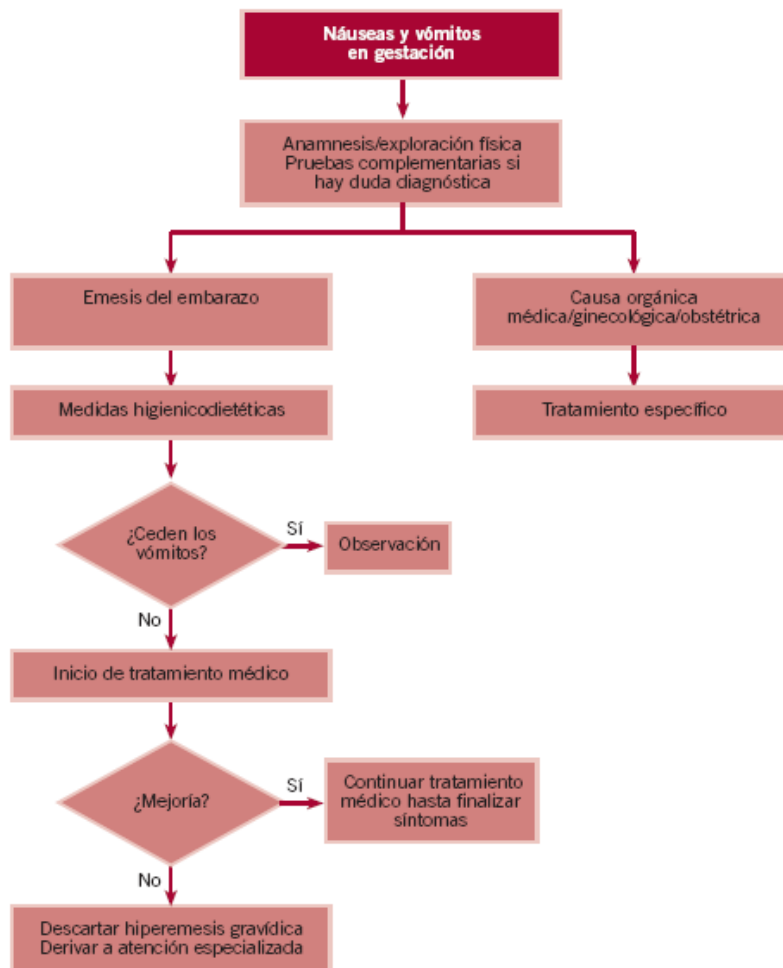 Náuseas y vómitos
en gestación
Anamnesis/exploración física
Pruebas complementarias si
hay duda diagnóstica
Emesis del embarazo
Causa orgánica
médica/ginecológica/obstétrica
Medidas higienicodietéticas
Tratamiento específico
¿Ceden los
vómitos?
Sí
Observación
No
Inicio de tratamiento médico
¿Mejoría?
Sí
Continuar tratamiento
médico hasta finalizar
síntomas
No
Descartar hiperemesis gravídica
Derivar a atención especializada